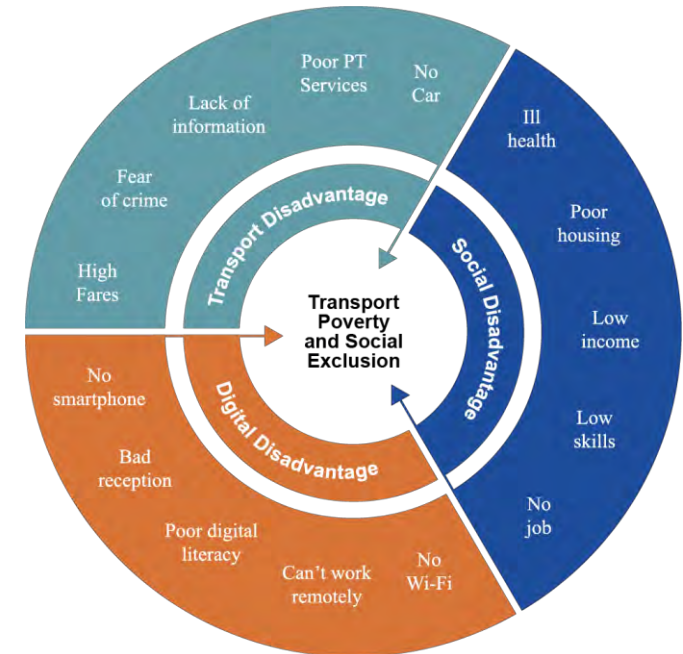 Poor PT
Services
No
Car
Lack of
information
Fear
of crime
High
Fares
Transport Disadvantage
Ill
health
Poor
housing
Low
income
Low
skills
No
job
Social Disadvantage
Transport
Poverty
and Social
Exclusion
Digital Disadvantage
No
smartphone
Bad
reception
Poor digital
literacy
Can't work
remotely
No
Wi-Fi